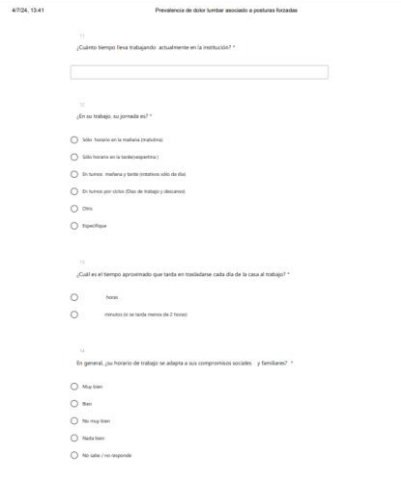 4/7/24, 13:41 Prevalencia de dolor lumbar asociado a posturas forzadas
11
¿Cuánto tiempo lleva trabajando actualmente en la institución? *
12
¿En su trabajo, su jornada es? *
Sólo horario en la mañana (matutina)
Sólo horario en la tarde(vespertina )
En turnos mañana y tarde (rotativos sólo de día)
En turnos por ciclos (Días de trabajo y descanso)
Otro
Especifique
13
¿Cuál es el tiempo aproximado que tarda en trasladarse cada día de la casa al trabajo? *
horas
minutos (si se tarda menos de 2 horas)
14
En general, ¿su horario de trabajo se adapta a sus compromisos sociales y familiares? *
Muy bien
Bien
No muy bien
Nada bien
No sabe / no responde